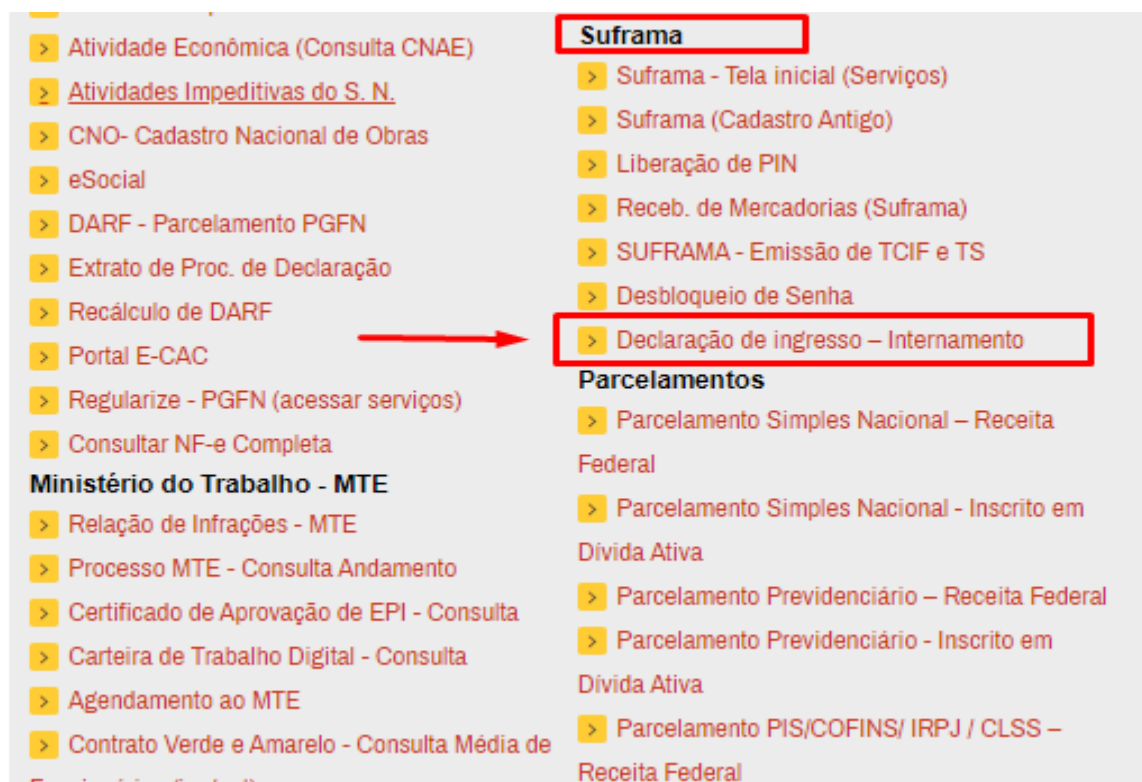 Atividade Econômica (Consulta CNAE)
Atividades Impeditivas do S. N.
CNO- Cadastro Nacional de Obras
eSocial
DARF - Parcelamento PGFN
Extrato de Proc. de Declaração
Recálculo de DARF
Portal E-CAC
Regularize - PGFN (acessar serviços)
Consultar NF-e Completa
Ministério do Trabalho - MTE
Relação de Infrações - MTE
Processo MTE - Consulta Andamento
Certificado de Aprovação de EPI - Consulta
Carteira de Trabalho Digital - Consulta
Agendamento ao MTE
Contrato Verde e Amarelo - Consulta Média de
Suframa
Suframa - Tela inicial (Serviços)
Suframa (Cadastro Antigo)
Liberação de PIN
Receb. de Mercadorias (Suframa)
SUFRAMA - Emissão de TCIF e TS
Desbloqueio de Senha
Declaração de ingresso – Internamento
Parcelamentos
Parcelamento Simples Nacional – Receita
Federal
Parcelamento Simples Nacional - Inscrito em
Dívida Ativa
Parcelamento Previdenciário – Receita Federal
Parcelamento Previdenciário - Inscrito em
Dívida Ativa
Parcelamento PIS/COFINS/ IRPJ / CLSS –
Receita Federal